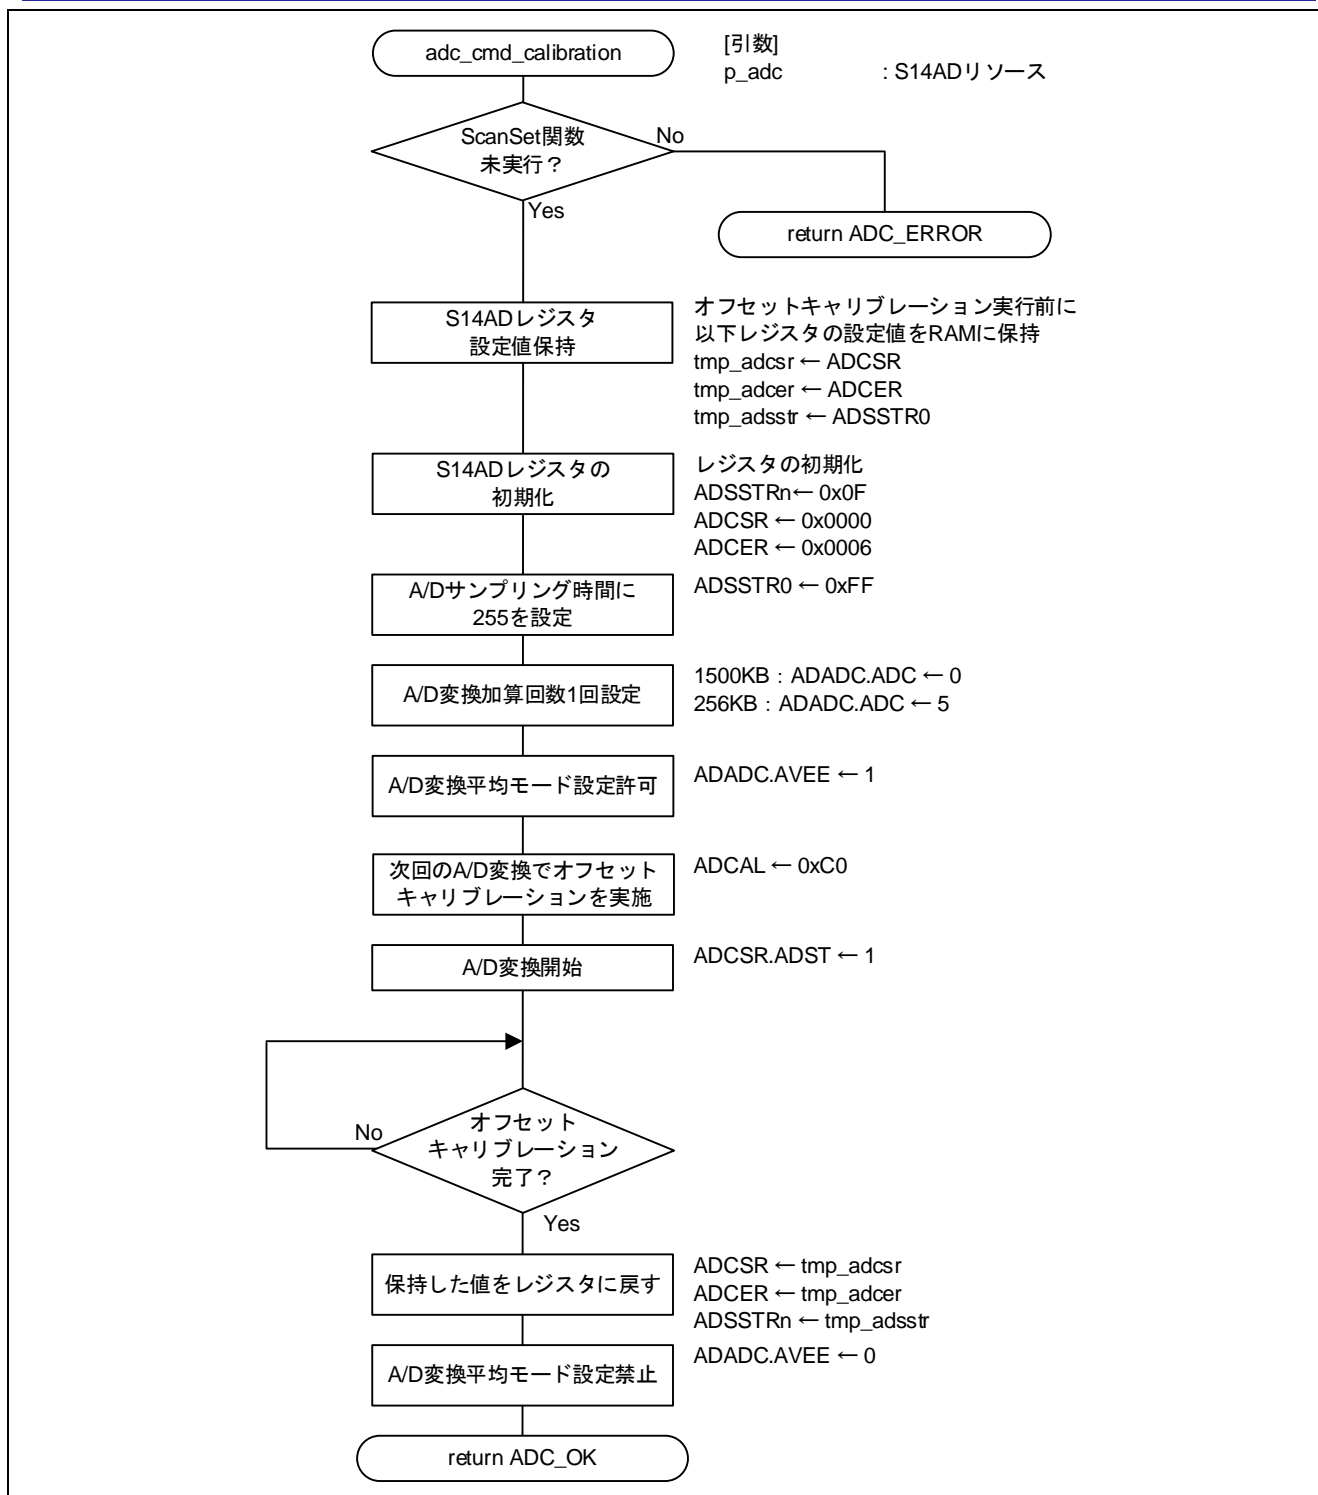 adc_cmd_calibration
[引数]
p_adc : S14ADリソース
ScanSet関数
未実行？
No
Yes
return ADC_ERROR
S14ADレジスタ
設定値保持
オフセットキャリブレーション実行前に
以下レジスタの設定値をRAMに保持
tmp_adcsr ← ADCSR
tmp_adcer ← ADCER
tmp_adsstr ← ADSSTR0
S14ADレジスタの
初期化
レジスタの初期化
ADSSTRn← 0x0F
ADCSR ← 0x0000
ADCER ← 0x0006
A/Dサンプリング時間に
255を設定
ADSSTR0 ← 0xFF
A/D変換加算回数1回設定
1500KB：ADADC.ADC ← 0
256KB：ADADC.ADC ← 5
A/D変換平均モード設定許可
ADADC.AVEE ← 1
次回のA/D変換でオフセット
キャリブレーションを実施
ADCAL ← 0xC0
A/D変換開始
ADCSR.ADST ← 1
オフセット
キャリブレーション
完了？
No
Yes
保持した値をレジスタに戻す
ADCSR ← tmp_adcsr
ADCER ← tmp_adcer
ADSSTRn ← tmp_adsstr
A/D変換平均モード設定禁止
ADADC.AVEE ← 0
return ADC_OK